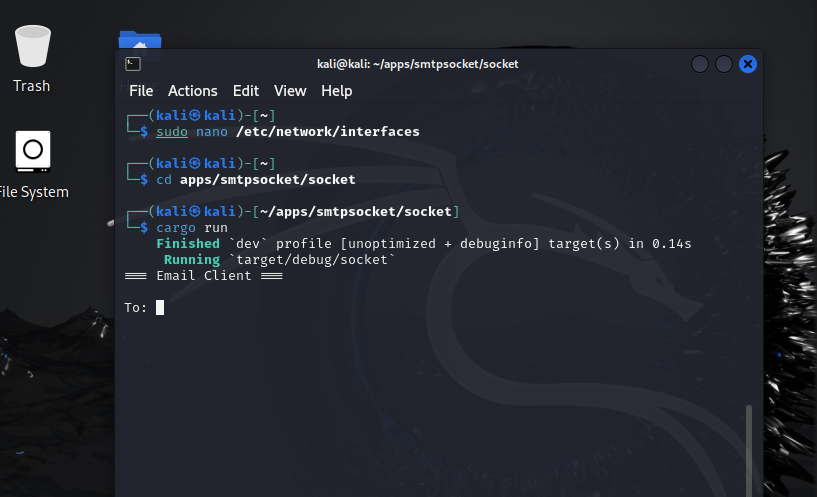 Trash
File System
kali@kali: ~/apps/smtpsocket/socket
File Actions Edit View Help
┌──(kali㉿kali)-[~]
└─$ sudo nano /etc/network/interfaces
┌──(kali㉿kali)-[~]
└─$ cd apps/smtpsocket/socket
┌──(kali㉿kali)-[~/apps/smtpsocket/socket]
└─$ cargo run
Finished `dev` profile [unoptimized + debuginfo] target(s) in 0.14s
Running `target/debug/socket`
=== Email Client ===
To: